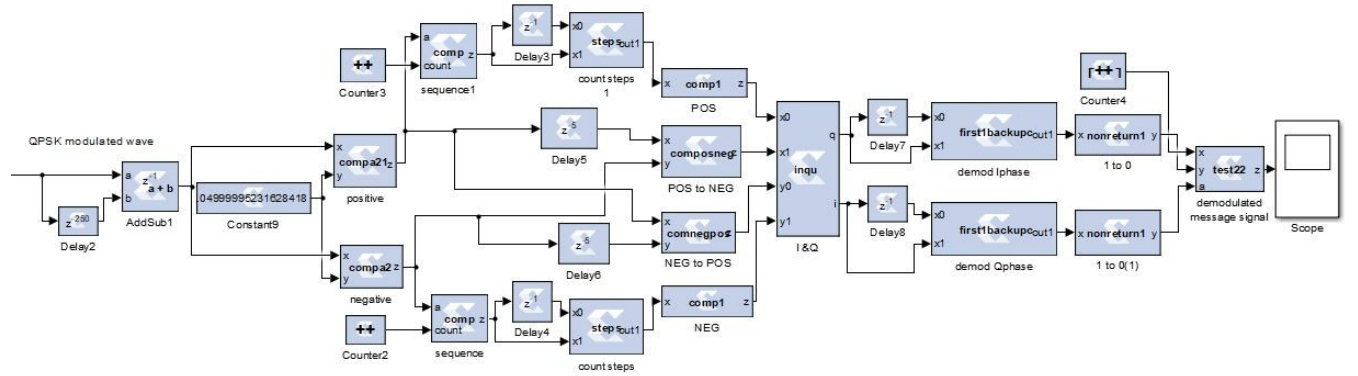 QPSK modulated wave
z-250
Delay2
a
b
z-1
a + b
AddSub1
.04999995231628418
Constant9
x
y
compa21
z
positive
x
y
compa2
z
negative
++
Counter3
a
count
comp
z
sequence1
z-1
Delay3
x0
x1
steps
out1
count steps
1
x
comp1
z
POS
z-5
Delay5
x
y
composneg
z
POS to NEG
x
y
comnegpos
z
NEG to POS
z-5
Delay6
++
Counter2
a
count
comp
z
sequence
z-1
Delay4
x0
x1
steps
out1
count steps
x
comp1
z
NEG
x0
x1
y0
y1
inqu
q
i
I &Q
z-1
Delay7
x0
x1
first1backupc
out1
demod Iphase
x
nonreturn1
y
1 to 0
z-1
Delay8
x0
x1
first1backupc
out1
demod Qphase
x
nonreturn1
y
1 to 0(1)
++
Counter4
x
y
a
test22
z
demodulated
message signal
Scope